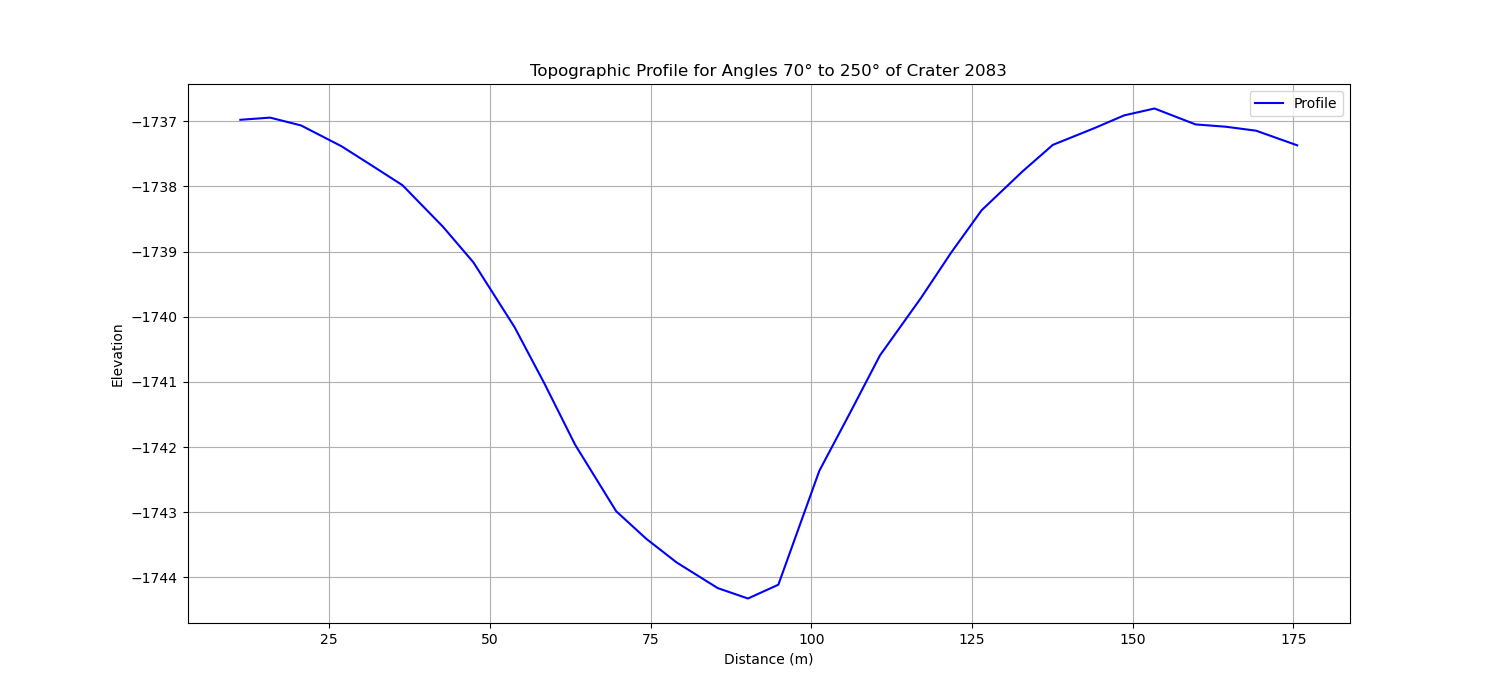 Topographic Profile for Angles 70° to 250° of Crater 2083
Profile
−1737
−1738
−1739
−1740
−1741
−1742
−1743
−1744
Elevation
25 50 75 100 125 150 175
Distance (m)